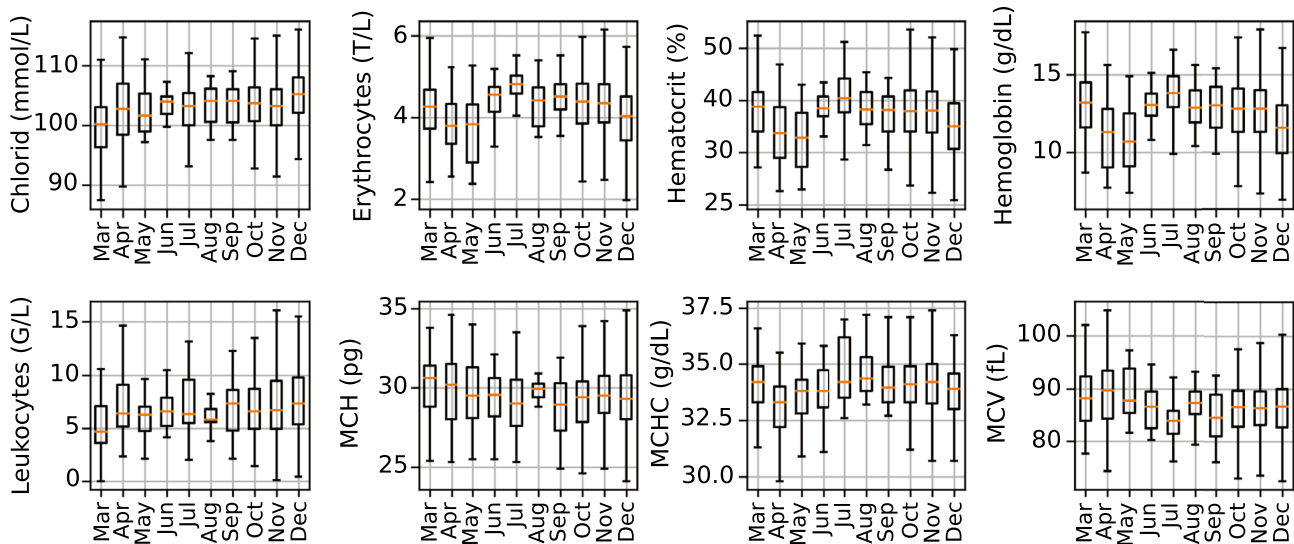 Chlorid (mmol/L)
110
100
90
Mar Apr May Jun Jul Aug Sep Oct Nov Dec
Erythrocytes (T/L)
6
4
2
Mar Apr May Jun Jul Aug Sep Oct Nov Dec
Hematocrit (%)
50
40
30
25
Mar Apr May Jun Jul Aug Sep Oct Nov Dec
Hemoglobin (g/dL)
15
10
Mar Apr May Jun Jul Aug Sep Oct Nov Dec
Leukocytes (G/L)
15
10
5
0
Mar Apr May Jun Jul Aug Sep Oct Nov Dec
MCH (pg)
35
30
25
Mar Apr May Jun Jul Aug Sep Oct Nov Dec
MCHC (g/dL)
37.5
35.0
32.5
30.0
Mar Apr May Jun Jul Aug Sep Oct Nov Dec
MCV (fL)
100
90
80
Mar Apr May Jun Jul Aug Sep Oct Nov Dec